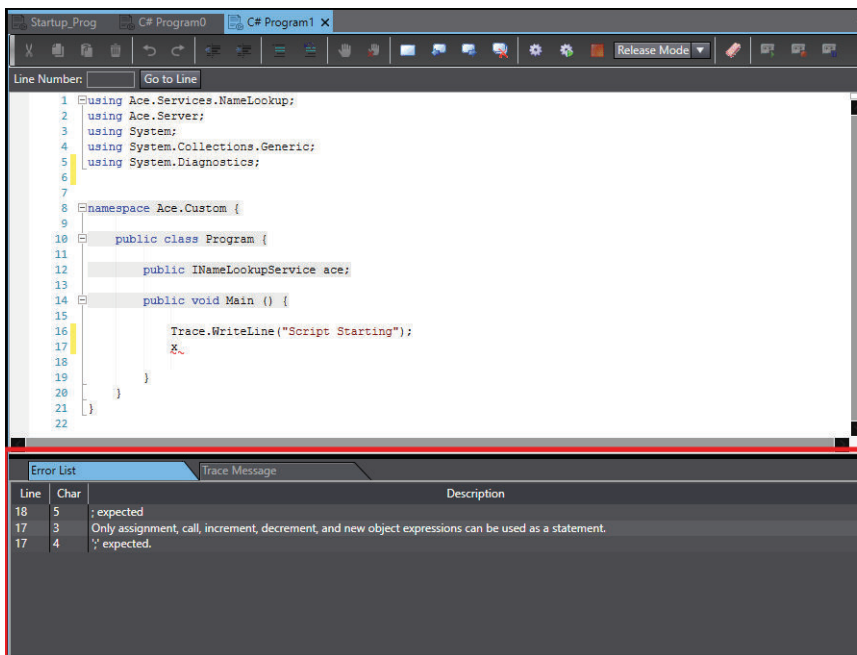 Startup_Prog C# Program0 C# Program1 X
Release Mode
Line Number: Go to Line
1 using Ace.Services.NameLookup;
2 using Ace.Server;
3 using System;
4 using System.Collections.Generic;
5 using System.Diagnostics;
6
7
8 namespace Ace.Custom {
9
10 public class Program {
11
12 public INameLookupService ace;
13
14 public void Main () {
15
16 Trace.WriteLine("Script Starting");
17 x
18
19 }
20 }
21 }
22
Error List Trace Message
Line Char Description
18 5 ; expected
17 3 Only assignment, call, increment, decrement, and new object expressions can be used as a statement.
17 4 ';' expected.